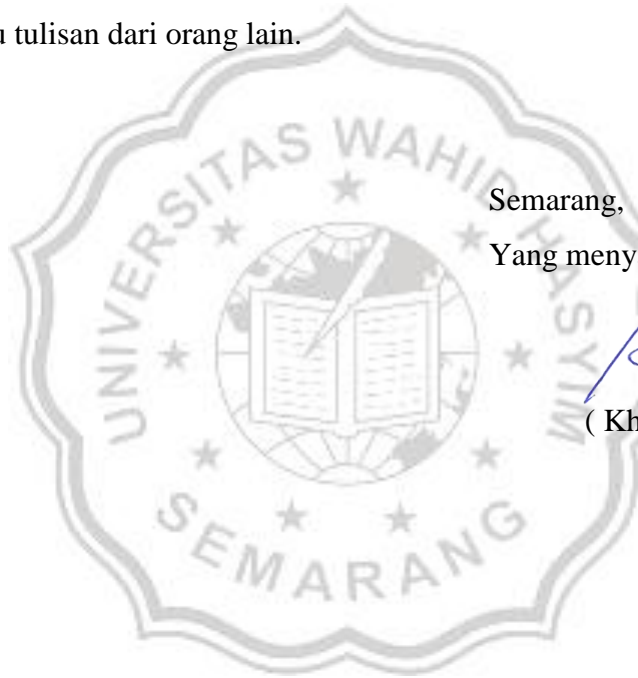 u tulisan dari orang lain.
UNIVERSITAS WAHID HASYIM
Semarang,
Yang meny
( Kh
SEMARANG